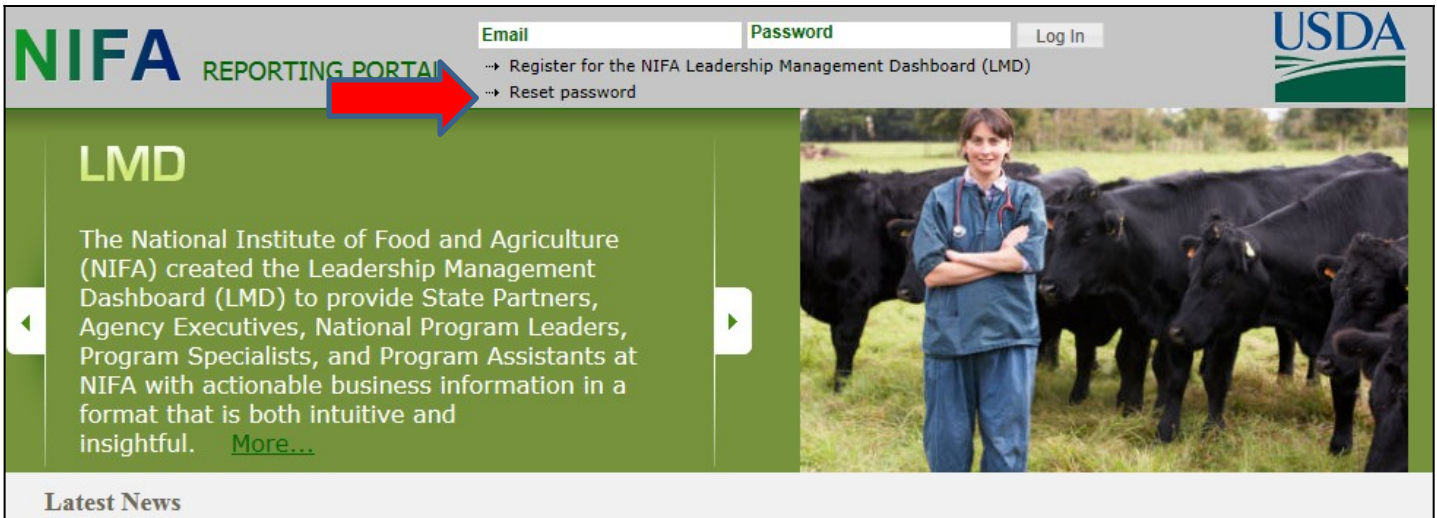 NIFA REPORTING PORTAL
Email
Password
Log In
USDA
⇢ Register for the NIFA Leadership Management Dashboard (LMD)
⇢ Reset password
LMD
The National Institute of Food and Agriculture
(NIFA) created the Leadership Management
Dashboard (LMD) to provide State Partners,
Agency Executives, National Program Leaders,
Program Specialists, and Program Assistants at
NIFA with actionable business information in a
format that is both intuitive and
insightful. More...
Latest News